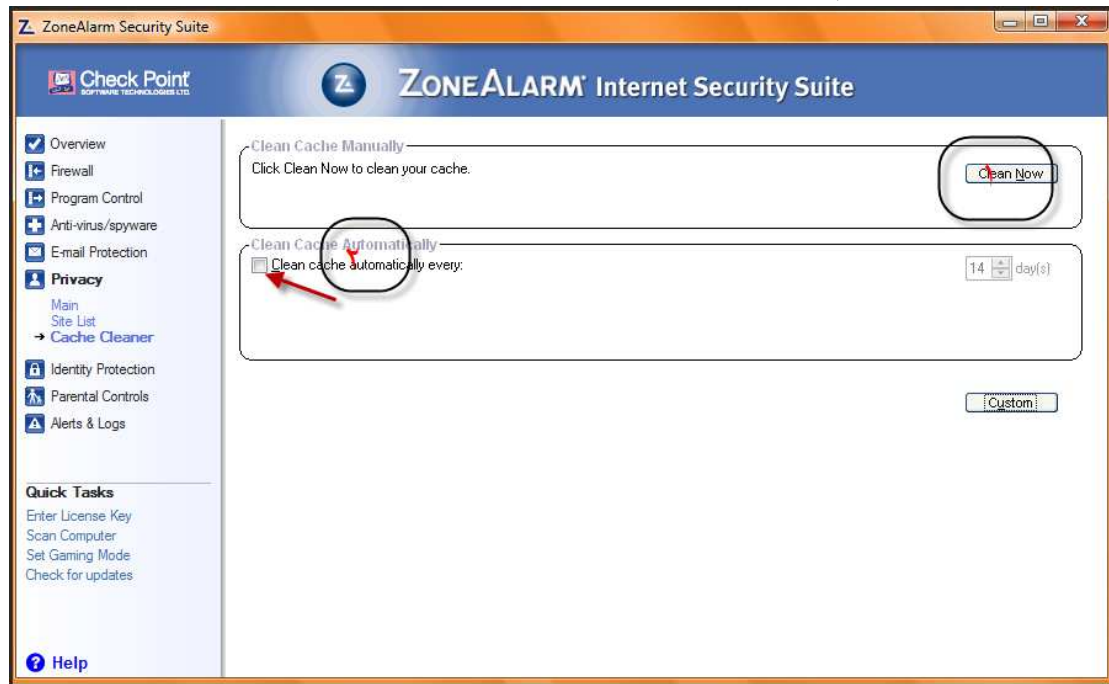 ZoneAlarm Security Suite
Check Point
SOFTWARE TECHNOLOGIES LTD.
ZONEALARM Internet Security Suite
Overview
Firewall
Program Control
Anti-virus/spyware
E-mail Protection
Privacy
Main
Site List
Cache Cleaner
Identity Protection
Parental Controls
Alerts & Logs
Quick Tasks
Enter License Key
Scan Computer
Set Gaming Mode
Check for updates
Help
Clean Cache Manually
Click Clean Now to clean your cache.
Clean Now
١
Clean Cache Automatically
٢
Clean cache automatically every:
14 day(s)
Custom